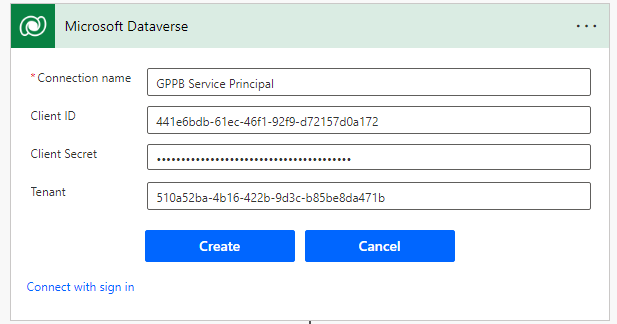 Microsoft Dataverse
...
*Connection name
GPPB Service Principal
Client ID
441e6bdb-61ec-46f1-92f9-d72157d0a172
Client Secret
••••••••••••••••••••••••••••••••••••••••
Tenant
510a52ba-4b16-422b-9d3c-b85be8da471b
Create Cancel
Connect with sign in